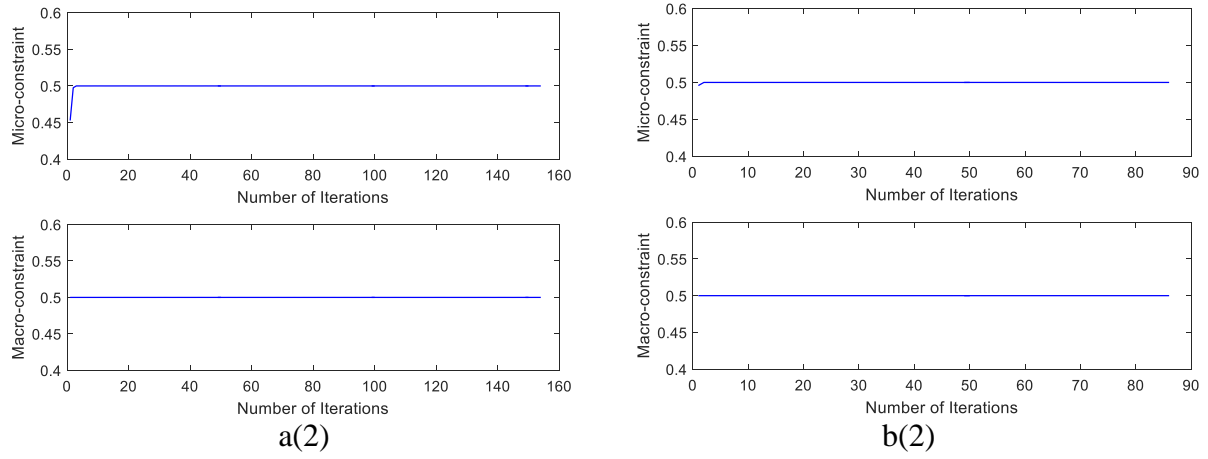 0.6
0.55
0.5
0.45
0.4
Micro-constraint
0 20 40 60 80 100 120 140 160
Number of Iterations
0.6
0.55
0.5
0.45
0.4
Macro-constraint
0 20 40 60 80 100 120 140 160
Number of Iterations
a(2)
0.6
0.55
0.5
0.45
0.4
Micro-constraint
0 10 20 30 40 50 60 70 80 90
Number of Iterations
0.6
0.55
0.5
0.45
0.4
Macro-constraint
0 10 20 30 40 50 60 70 80 90
Number of Iterations
b(2)